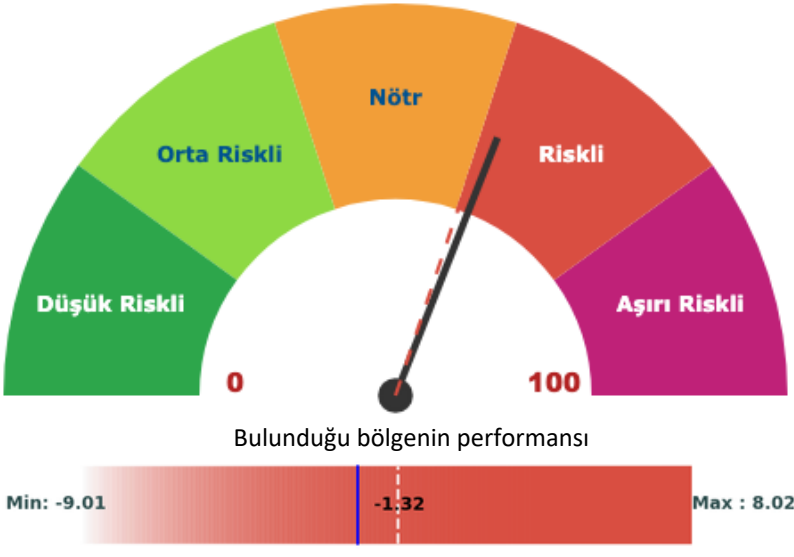 Nötr
Orta Riskli
Riskli
Düşük Riskli
Aşırı Riskli
0
100
Bulunduğu bölgenin performansı
Min: -9.01
-1.32
Max : 8.02